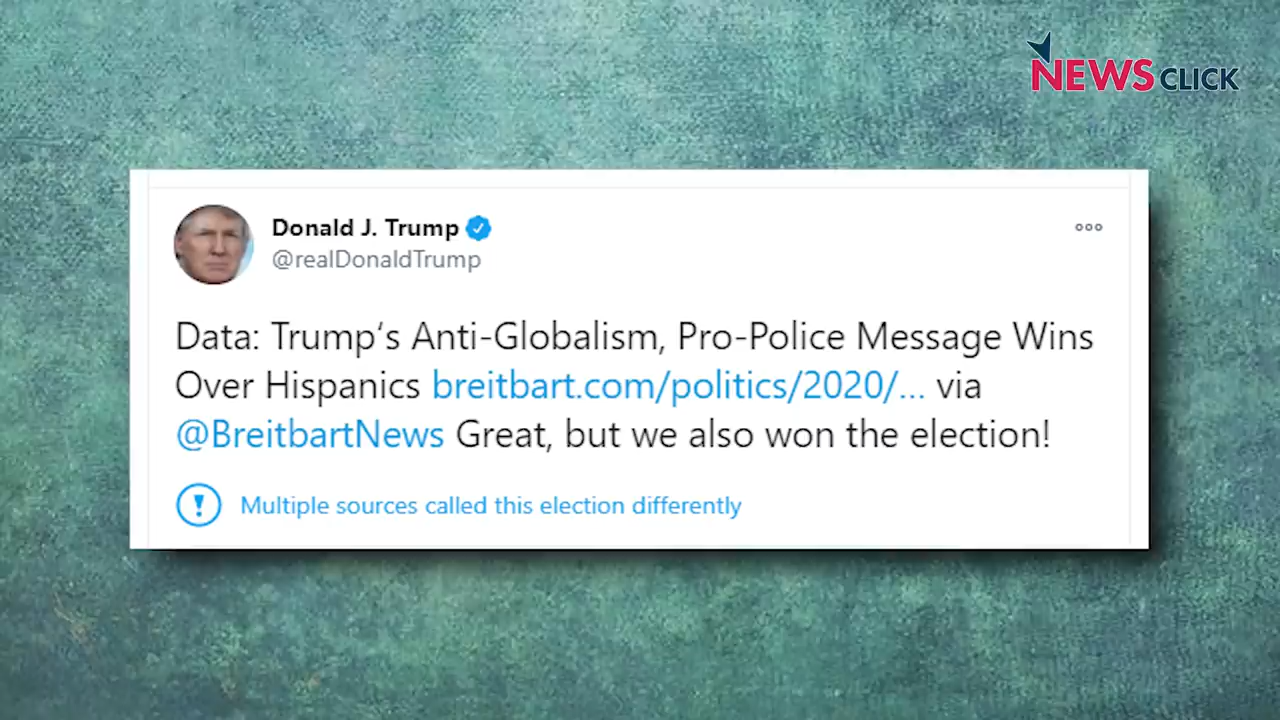 NEWSCLICK
Donald J. Trump
@realDonaldTrump
Data: Trump‘s Anti-Globalism, Pro-Police Message Wins
Over Hispanics breitbart.com/politics/2020/... via
@BreitbartNews Great, but we also won the election!
Multiple sources called this election differently